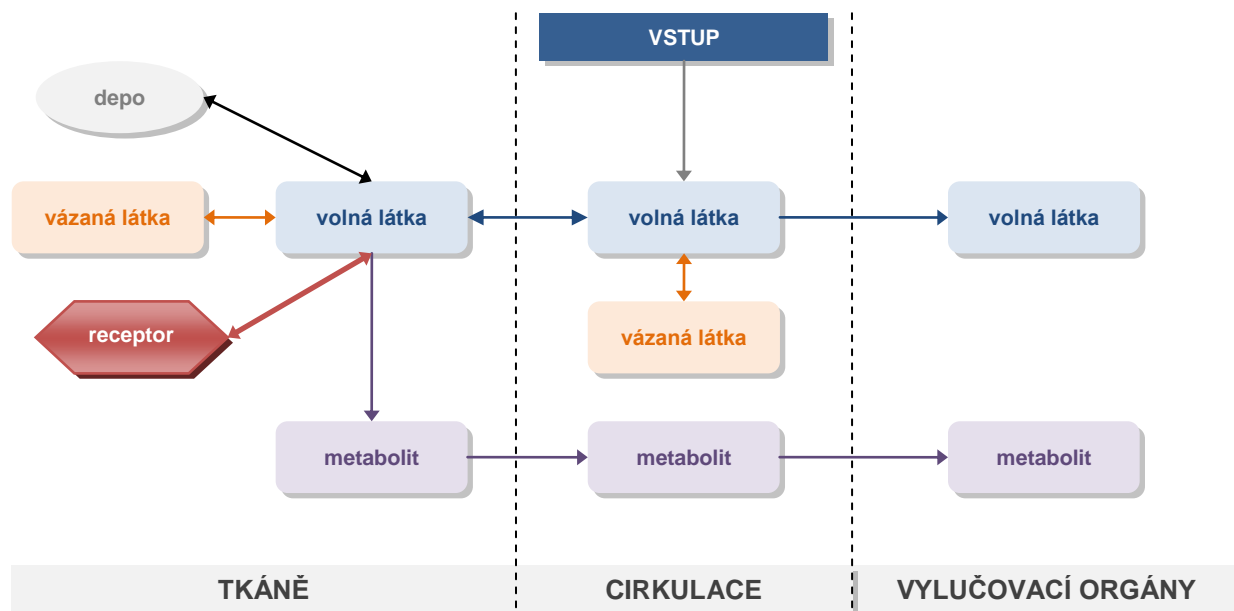 VSTUP
depo
vázaná látka
volná látka
volná látka
volná látka
receptor
vázaná látka
metabolit
metabolit
metabolit
TKÁNĚ
CIRKULACE
VYLUČOVACÍ ORGÁNY